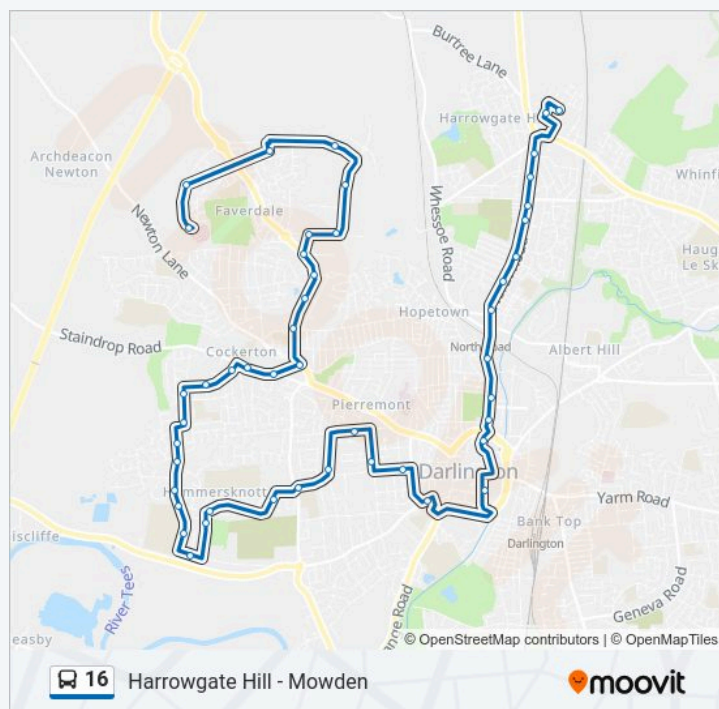 Burtree Lane
Harrowgate Hi
Archdeacon
Newton
Whinfi
Whessoe Road
Faverdale
Newton Lane
Haug
Le Sk
Hopetown
Staindrop Road
Cockerton
North Road
Albert Hill
Pierremont
Darlington
Hummersknott
Yarm Road
Bank Top
Darlington
iscliffe
River Tees
Geneva Road
easby
nne Road
© OpenStreetMap contributors | © OpenMapTiles
16 Harrowgate Hill - Mowden
moovit